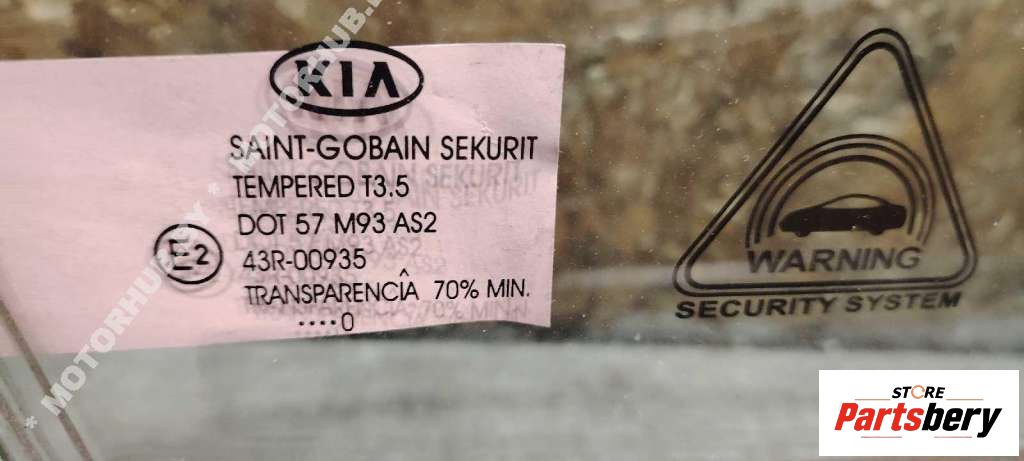 KIA
SAINT-GOBAIN SEKURIT
TEMPERED T3.5
DOT 57 M93 AS2
E2
43R-00935
TRANSPARENCIÂ 70% MIN.
....0
WARNING
SECURITY SYSTEM
* MOTORHUB.
* MOTORHUB.
STORE
Partsbery